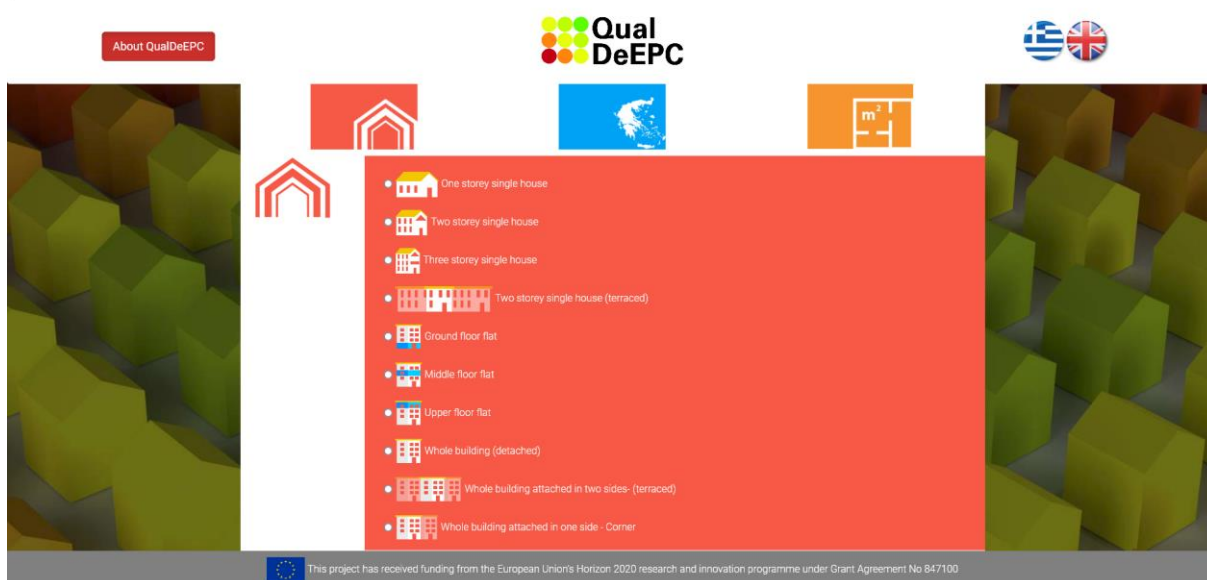 About QualDeEPC
Qual
DeEPC
m²
One storey single house
Two storey single house
Three storey single house
Two storey single house (terraced)
Ground floor flat
Middle floor flat
Upper floor flat
Whole building (detached)
Whole building attached in two sides- (terraced)
Whole building attached in one side - Corner
This project has received funding from the European Union's Horizon 2020 research and innovation programme under Grant Agreement No 847100